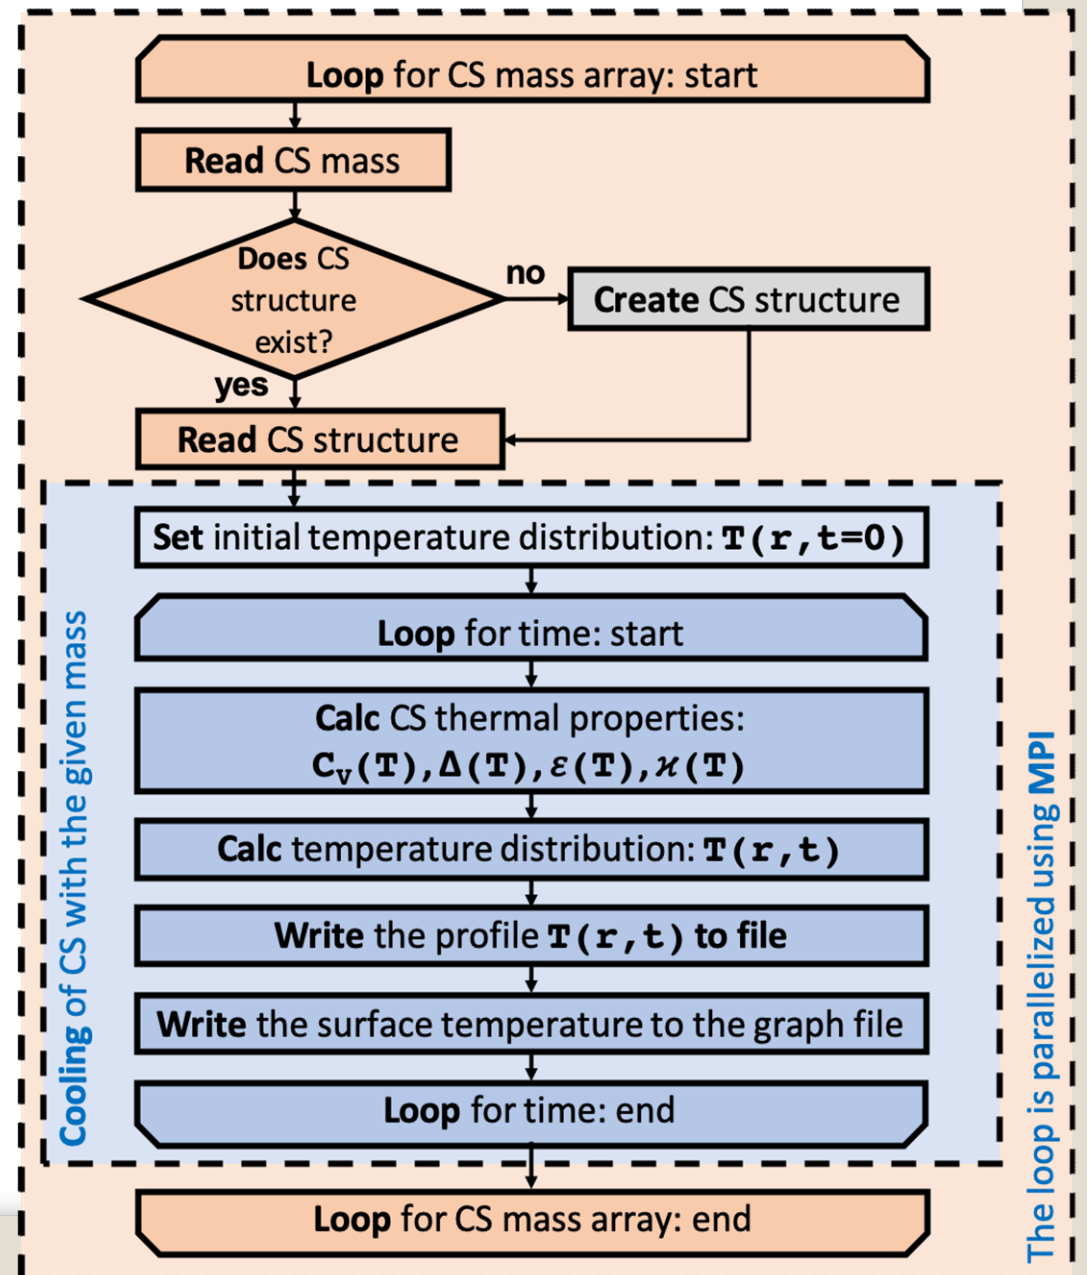 Loop for CS mass array: start
Read CS mass
Does CS
structure
exist?
no
Create CS structure
yes
Read CS structure
Set initial temperature distribution: T(r,t=0)
Loop for time: start
Calc CS thermal properties:
Cᵥ(T),Δ(T),ε(T),ϰ(T)
Calc temperature distribution: T(r,t)
Write the profile T(r,t) to file
Write the surface temperature to the graph file
Loop for time: end
Cooling of CS with the given mass
Loop for CS mass array: end
The loop is parallelized using MPI